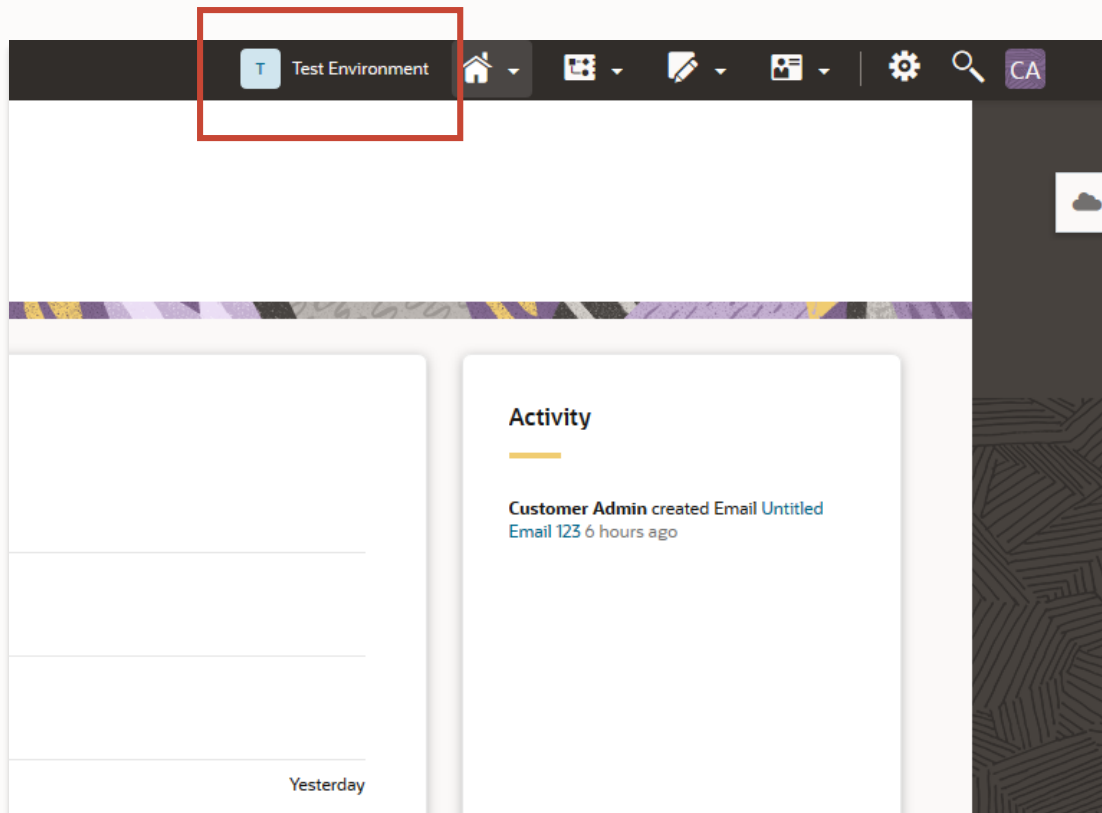 T Test Environment
CA
Activity
Customer Admin created Email Untitled
Email 123 6 hours ago
Yesterday